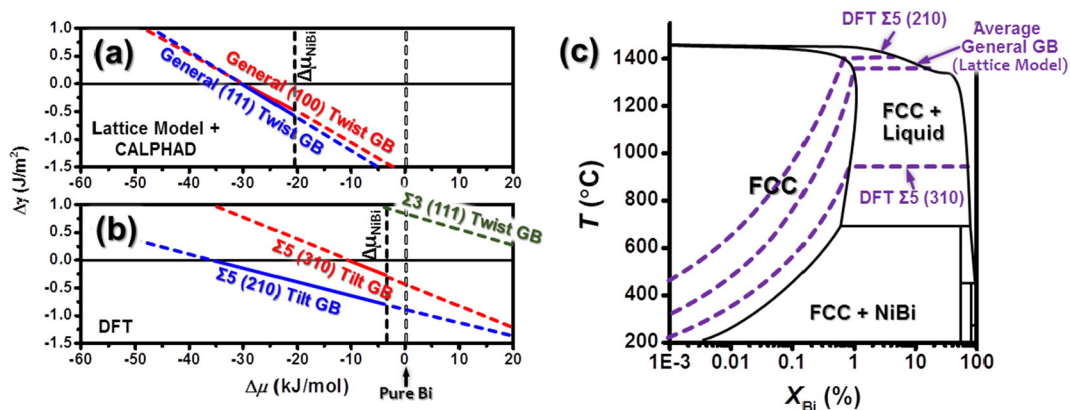 (a)
General (100) Twist GB
General (111) Twist GB
ΔμNiBi
Lattice Model +
CALPHAD
1.0
0.5
0.0
-0.5
-1.0
-1.5
-60 -50 -40 -30 -20 -10 0 10 20
Δγ (J/m²)
(b)
Σ3 (111) Twist GB
ΔμNiBi
Σ5 (310) Tilt GB
Σ5 (210) Tilt GB
DFT
1.0
0.5
0.0
-0.5
-1.0
-1.5
-60 -50 -40 -30 -20 -10 0 10 20
Δμ (kJ/mol)
Pure Bi
(c)
DFT Σ5 (210)
Average
General GB
(Lattice Model)
FCC +
Liquid
FCC
DFT Σ5 (310)
FCC + NiBi
T (°C)
1400
1200
1000
800
600
400
200
1E-3 0.01 0.1 1 10 100
XBi (%)